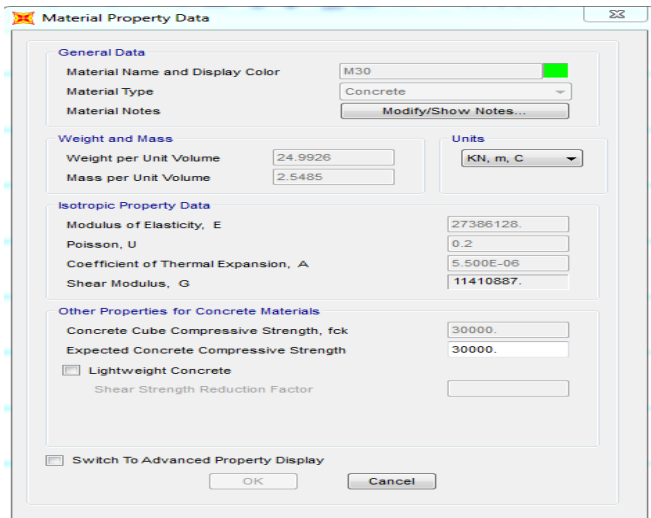 Material Property Data
General Data
Material Name and Display Color M30
Material Type Concrete
Material Notes Modify/Show Notes...
Weight and Mass
Weight per Unit Volume 24.9926
Mass per Unit Volume 2.5485
Units
KN, m, C
Isotropic Property Data
Modulus of Elasticity, E 27386128.
Poisson, U 0.2
Coefficient of Thermal Expansion, A 5.500E-06
Shear Modulus, G 11410887.
Other Properties for Concrete Materials
Concrete Cube Compressive Strength, fck 30000.
Expected Concrete Compressive Strength 30000.
Lightweight Concrete
Shear Strength Reduction Factor
Switch To Advanced Property Display
OK Cancel